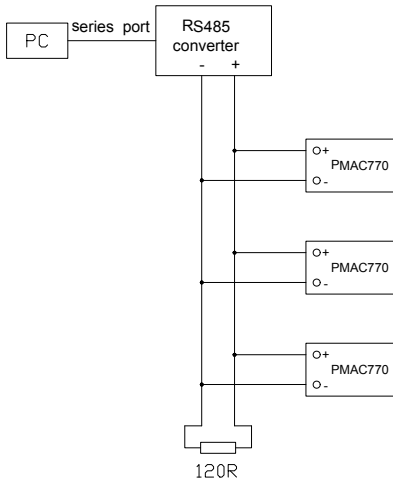 PC
series port
RS485
converter
- +
+
PMAC770
-
+
PMAC770
-
+
PMAC770
-
120R